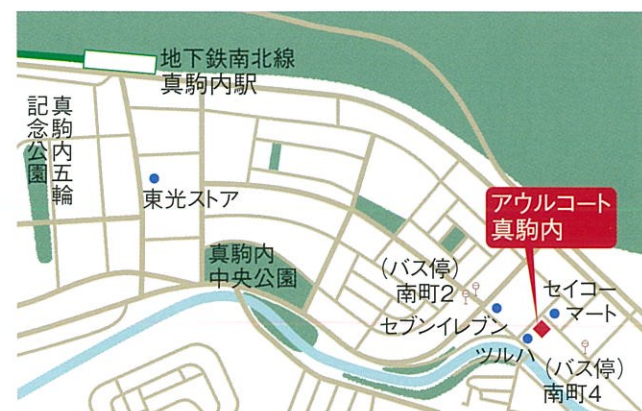 地下鉄南北線
真駒内駅
真駒内五輪
記念公園
東光ストア
真駒内
中央公園
アウルコート
真駒内
（バス停）
南町2
セイコー
マート
セブンイレブン
ツルハ
（バス停）
南町4